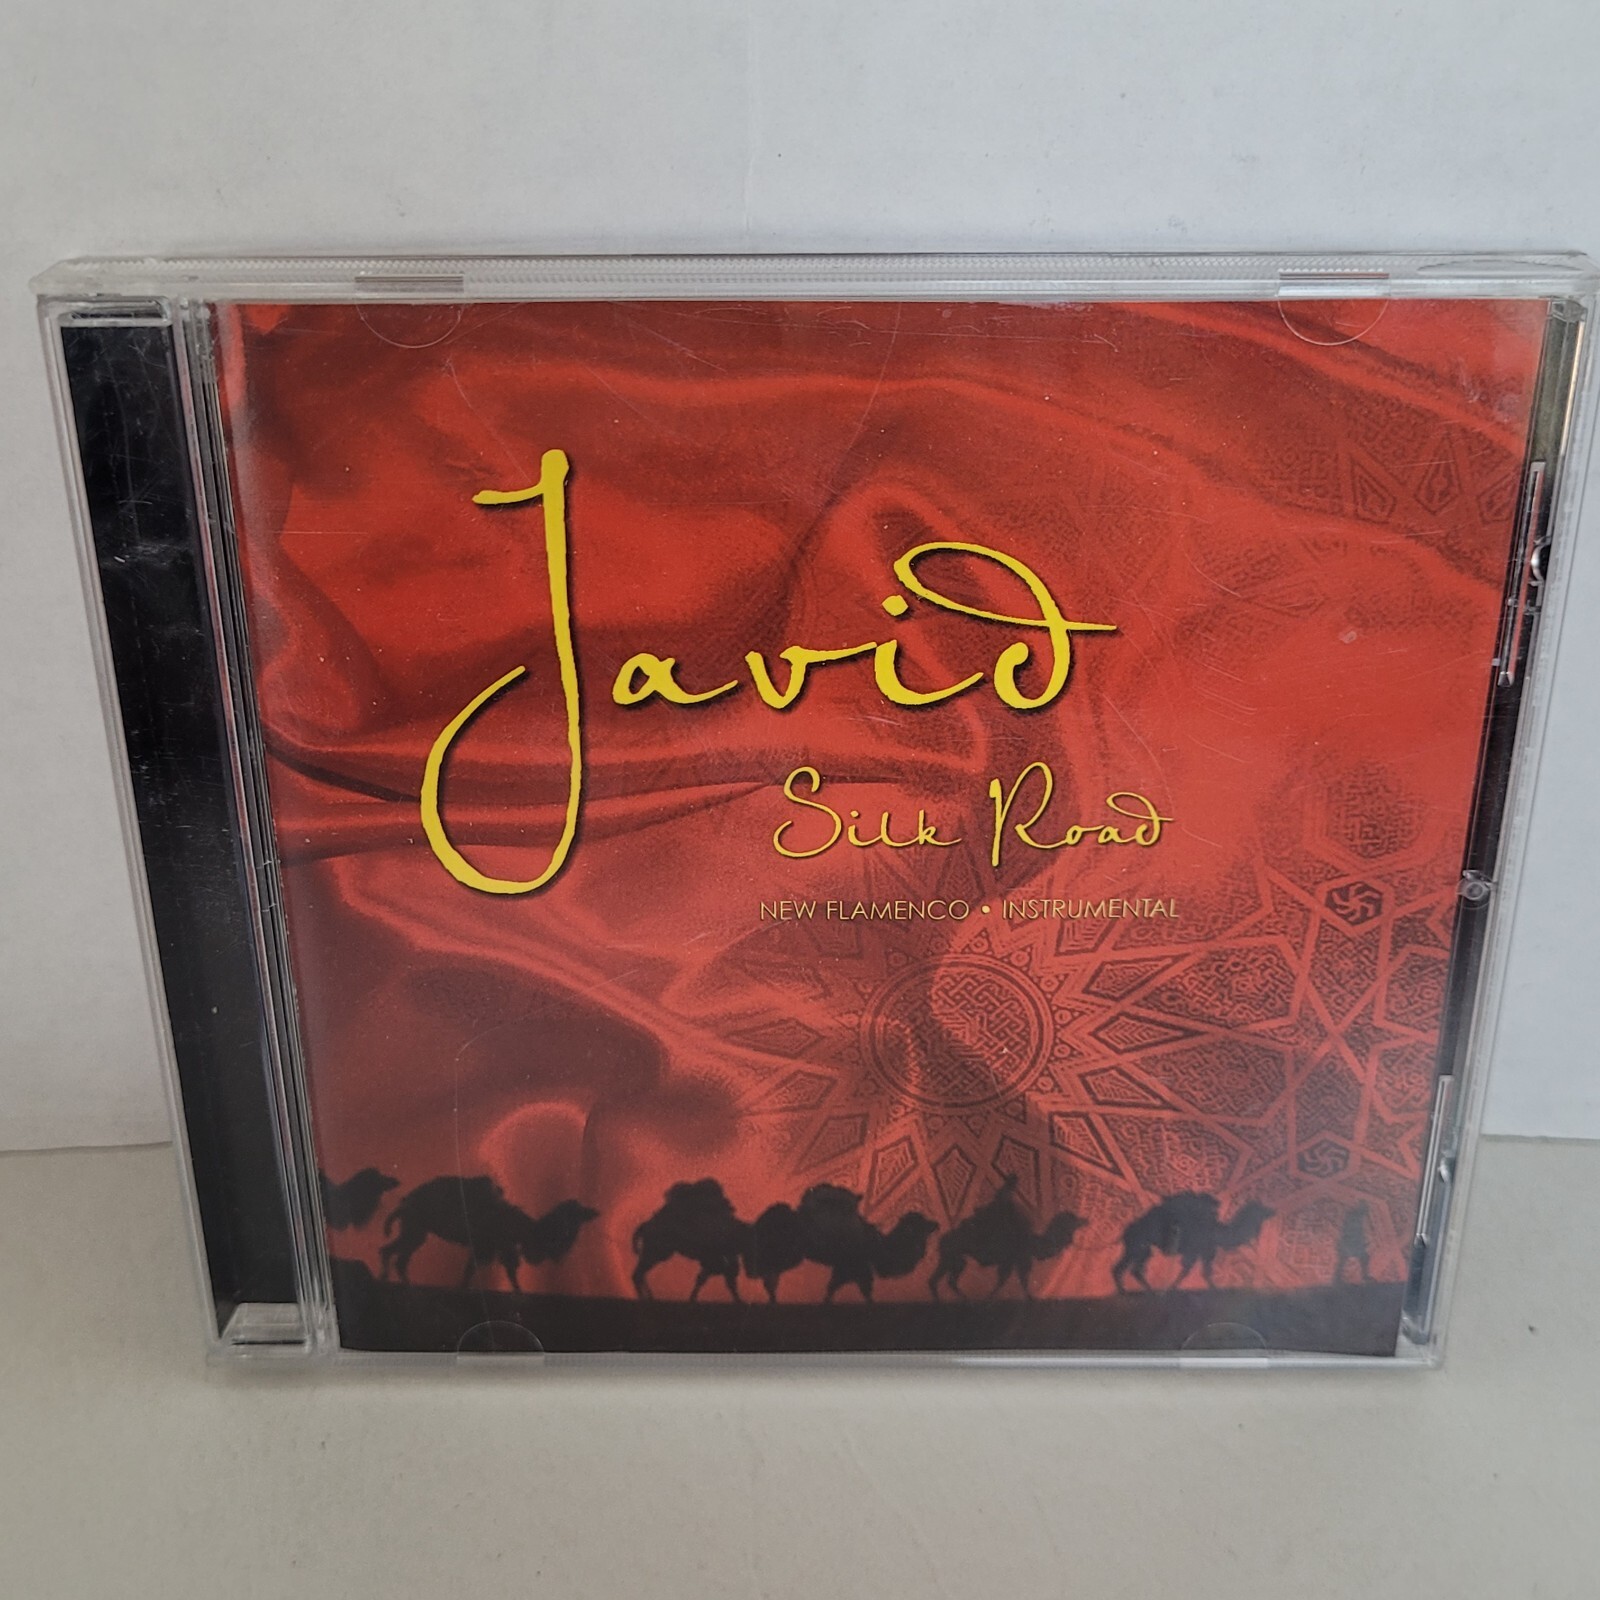 Javid
Silk Road
NEW FLAMENCO • INSTRUMENTAL